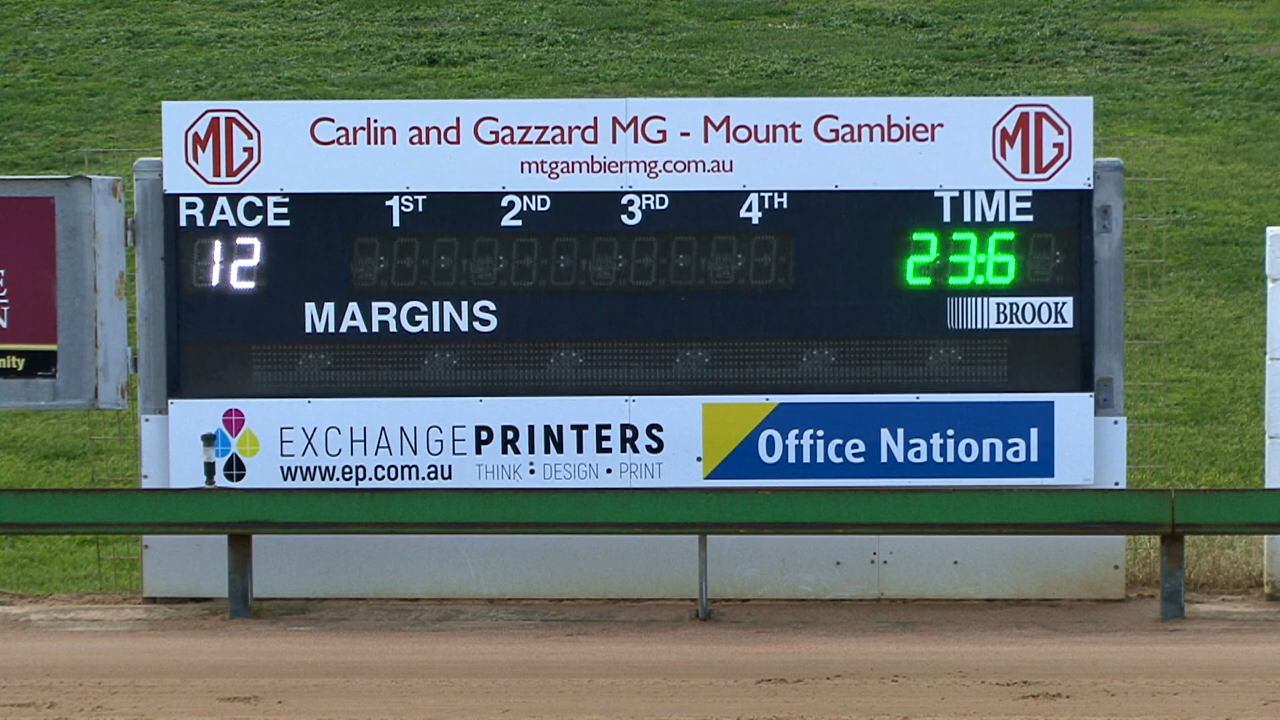 MG Carlin and Gazzard MG - Mount Gambier MG
mtgambiermg.com.au
RACE 1ST 2ND 3RD 4TH TIME
12 23:6
MARGINS
BROOK
EXCHANGEPRINTERS
www.ep.com.au THINK : DESIGN • PRINT
Office National
E
N
nity